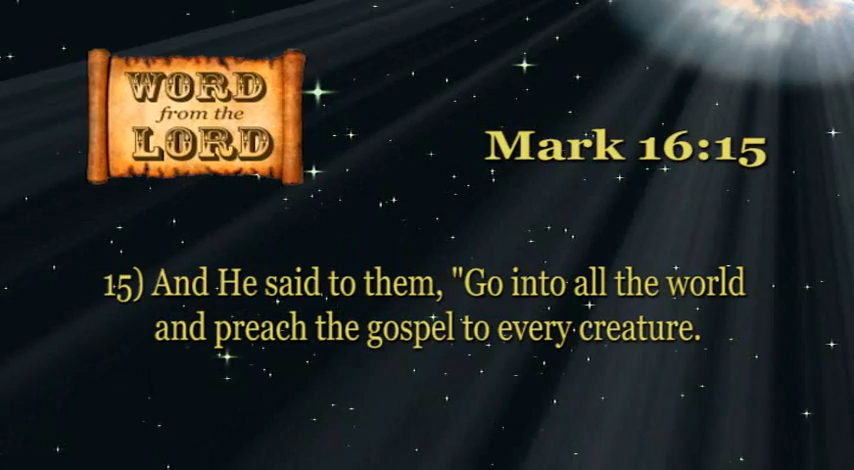 WORD
from the
LORD
Mark 16:15
15) And He said to them, "Go into all the world
and preach the gospel to every creature.